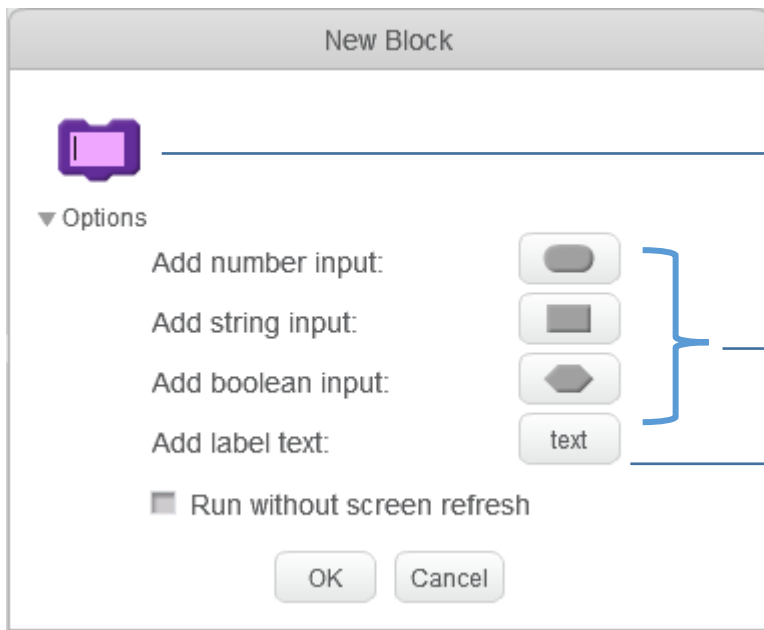 New Block
Options
Add number input:
Add string input:
Add boolean input:
Add label text: text
Run without screen refresh
OK Cancel